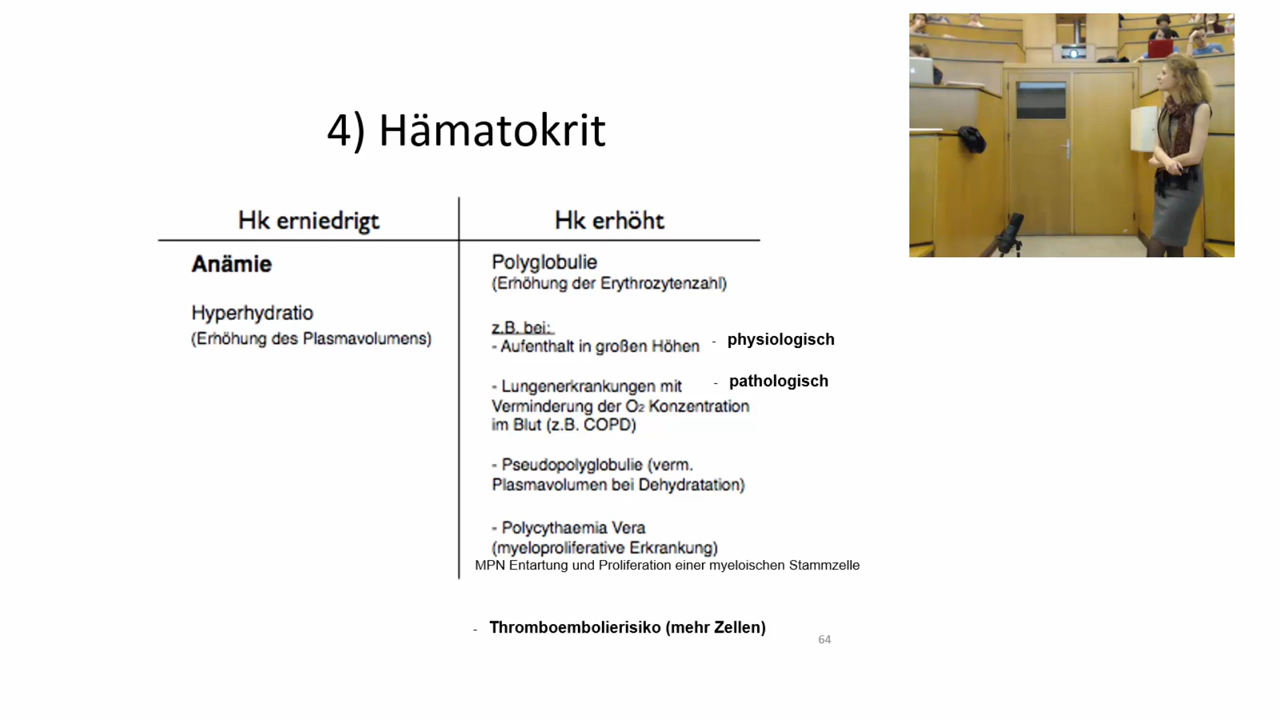 4) Hämatokrit
Hk erniedrigt
Hk erhöht
Anämie
Hyperhydratio
(Erhöhung des Plasmavolumens)
Polyglobulie
(Erhöhung der Erythrozytenzahl)
z.B. bei:
- Aufenthalt in großen Höhen
- physiologisch
- Lungenerkrankungen mit
- pathologisch
Verminderung der O2 Konzentration
im Blut (z.B. COPD)
- Pseudopolyglobulie (verm.
Plasmavolumen bei Dehydratation)
- Polycythaemia Vera
(myeloproliferative Erkrankung)
MPN Entartung und Proliferation einer myeloischen Stammzelle
- Thromboembolierisiko (mehr Zellen)
64